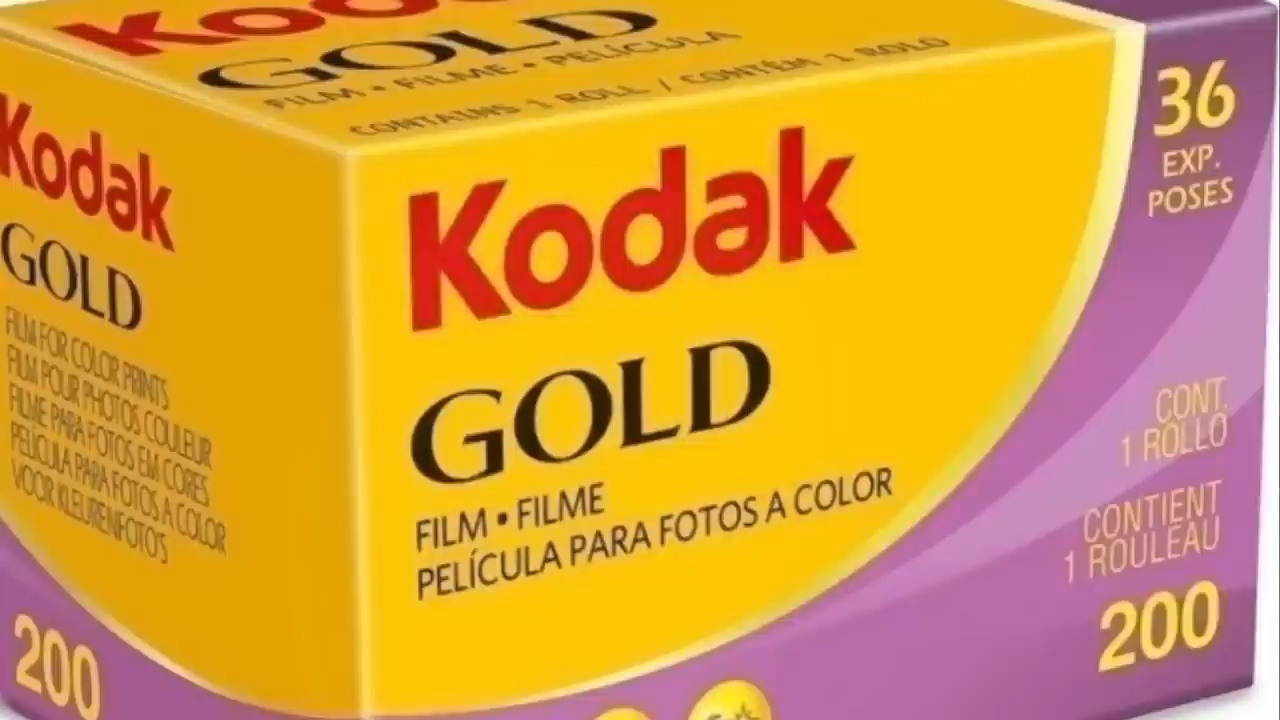 Kodak
GOLD
FILM • FILME • PELÍCULA
CONTAINS 1 ROLL / CONTÉM 1 ROLO
Kodak
GOLD
FILM FOR COLOR PRINTS
FILM POUR PHOTOS COULEUR
FILME PARA FOTOS EM CORES
PELÍCULA PARA FOTOS A COLOR
VOOR KLEURENFOTO'S
200
Kodak
GOLD
FILM • FILME
PELÍCULA PARA FOTOS A COLOR
36
EXP.
POSES
CONT.
1 ROLLO
CONTIENT
1 ROULEAU
200